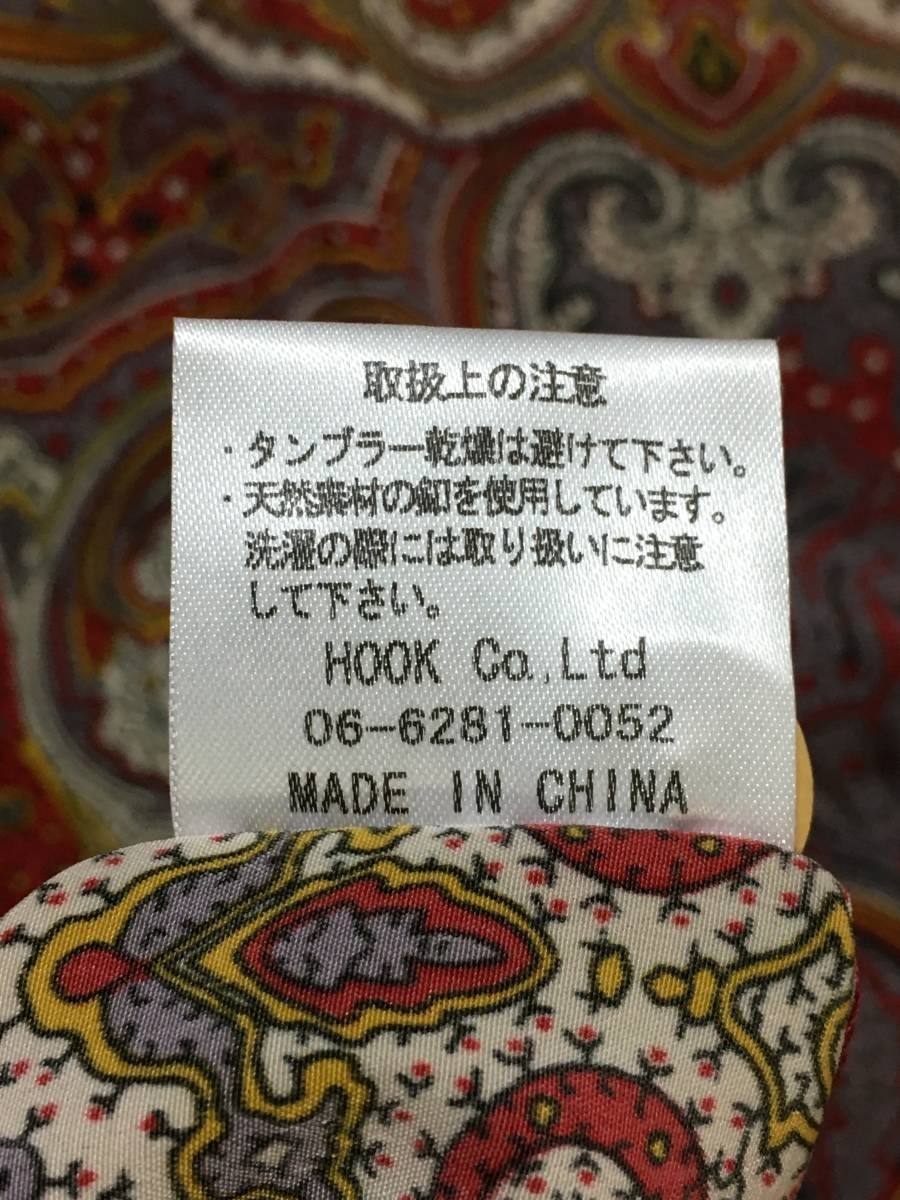 取扱上の注意
・タンブラー乾燥は避けて下さい。
・天然素材の釦を使用しています。
洗濯の際には取り扱いに注意
して下さい。
HOOK Co.,Ltd
06-6281-0052
MADE IN CHINA